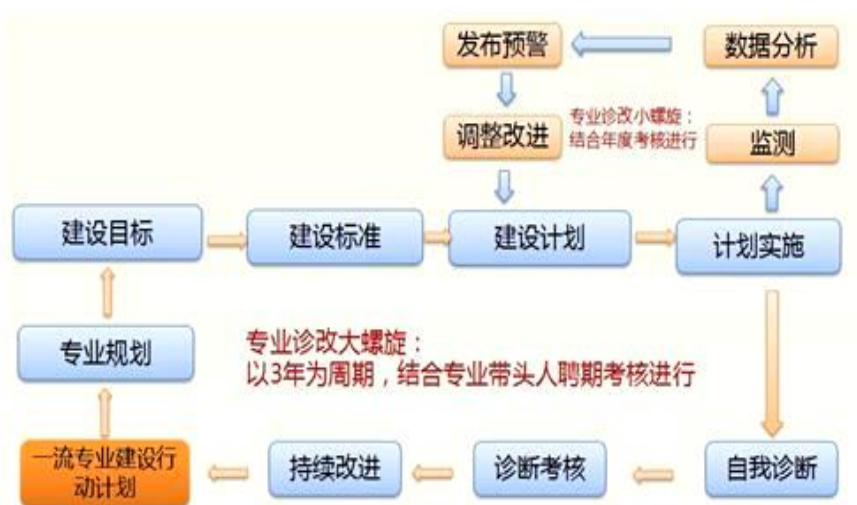 发布预警
数据分析
专业诊改小螺旋：
结合年度考核进行
调整改进
监测
建设目标
建设标准
建设计划
计划实施
专业规划
专业诊改大螺旋：
以3年为周期，结合专业带头人聘期考核进行
一流专业建设行
动计划
持续改进
诊断考核
自我诊断